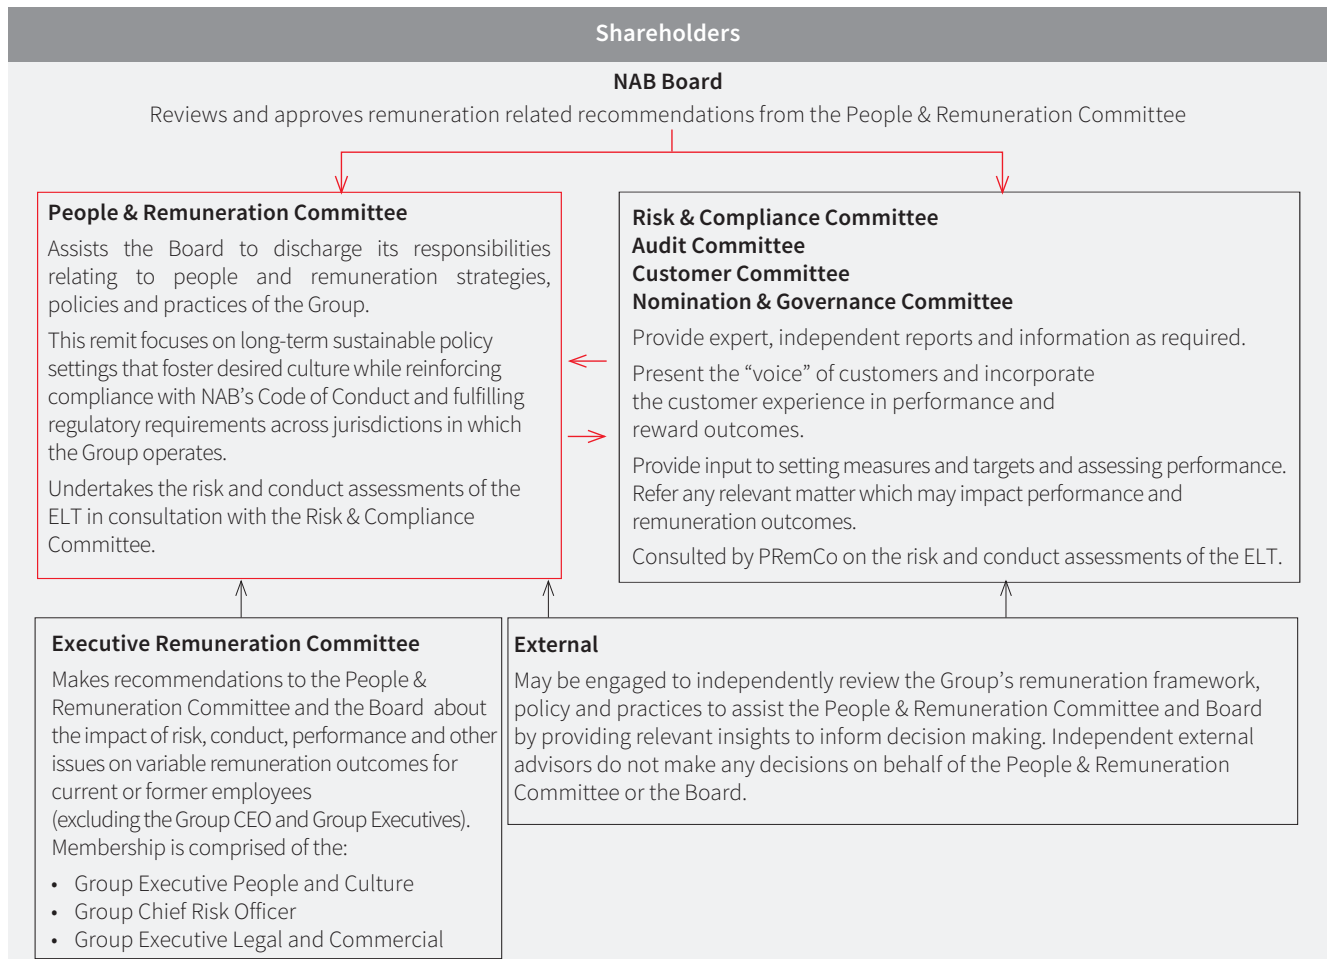 Shareholders
NAB Board
Reviews and approves remuneration related recommendations from the People & Remuneration Committee
People & Remuneration Committee
Assists the Board to discharge its responsibilities
relating to people and remuneration strategies,
policies and practices of the Group.
This remit focuses on long-term sustainable policy
settings that foster desired culture while reinforcing
compliance with NAB’s Code of Conduct and fulfilling
regulatory requirements across jurisdictions in which
the Group operates.
Undertakes the risk and conduct assessments of the
ELT in consultation with the Risk & Compliance
Committee.
Risk & Compliance Committee
Audit Committee
Customer Committee
Nomination & Governance Committee
Provide expert, independent reports and information as required.
Present the “voice” of customers and incorporate
the customer experience in performance and
reward outcomes.
Provide input to setting measures and targets and assessing performance.
Refer any relevant matter which may impact performance and
remuneration outcomes.
Consulted by PRemCo on the risk and conduct assessments of the ELT.
Executive Remuneration Committee
Makes recommendations to the People &
Remuneration Committee and the Board about
the impact of risk, conduct, performance and other
issues on variable remuneration outcomes for
current or former employees
(excluding the Group CEO and Group Executives).
Membership is comprised of the:
• Group Executive People and Culture
• Group Chief Risk Officer
• Group Executive Legal and Commercial
External
May be engaged to independently review the Group’s remuneration framework,
policy and practices to assist the People & Remuneration Committee and Board
by providing relevant insights to inform decision making. Independent external
advisors do not make any decisions on behalf of the People & Remuneration
Committee or the Board.